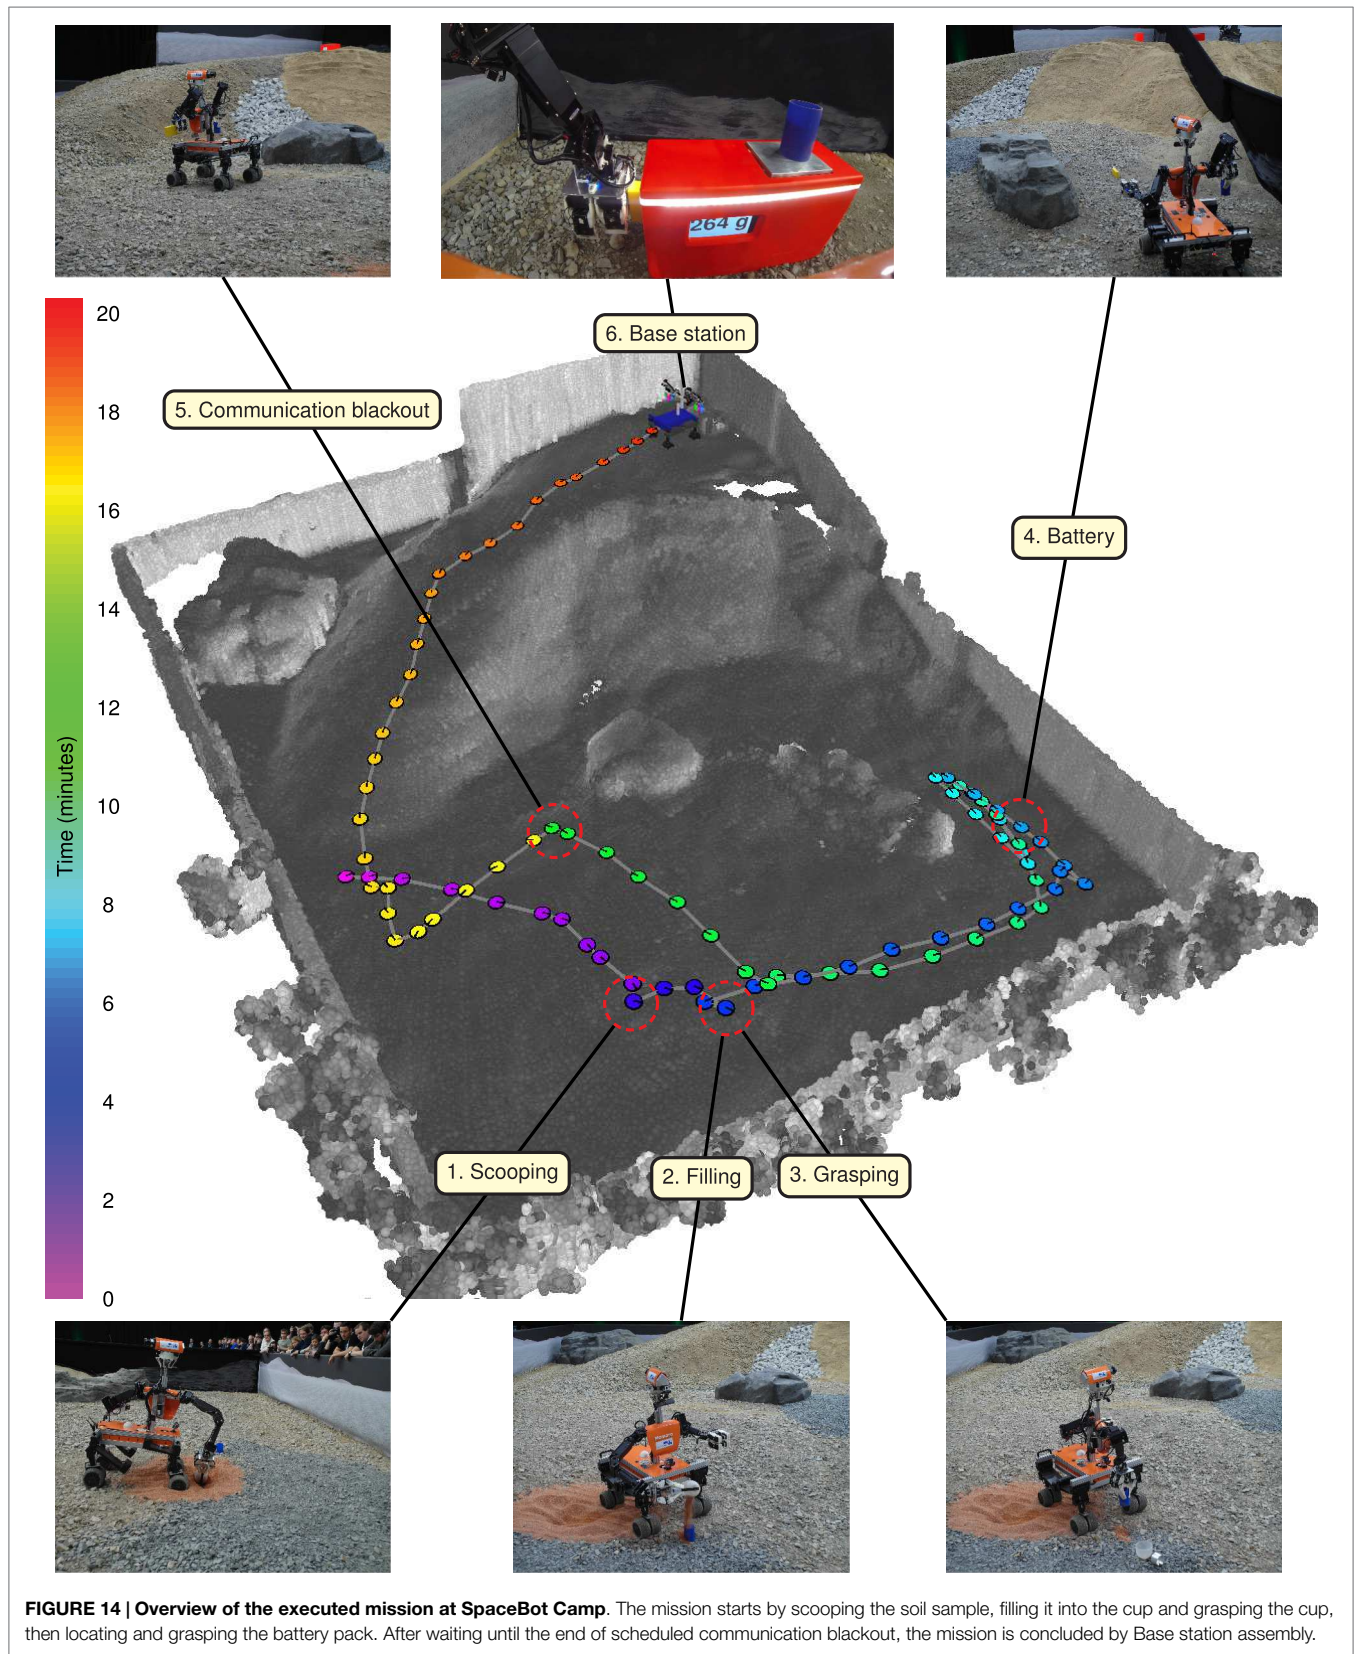 264 g
6. Base station
5. Communication blackout
4. Battery
20
18
16
14
12
10
8
6
4
2
0
Time (minutes)
1. Scooping
2. Filling
3. Grasping
FIGURE 14 | Overview of the executed mission at SpaceBot Camp. The mission starts by scooping the soil sample, filling it into the cup and grasping the cup,
then locating and grasping the battery pack. After waiting until the end of scheduled communication blackout, the mission is concluded by Base station assembly.